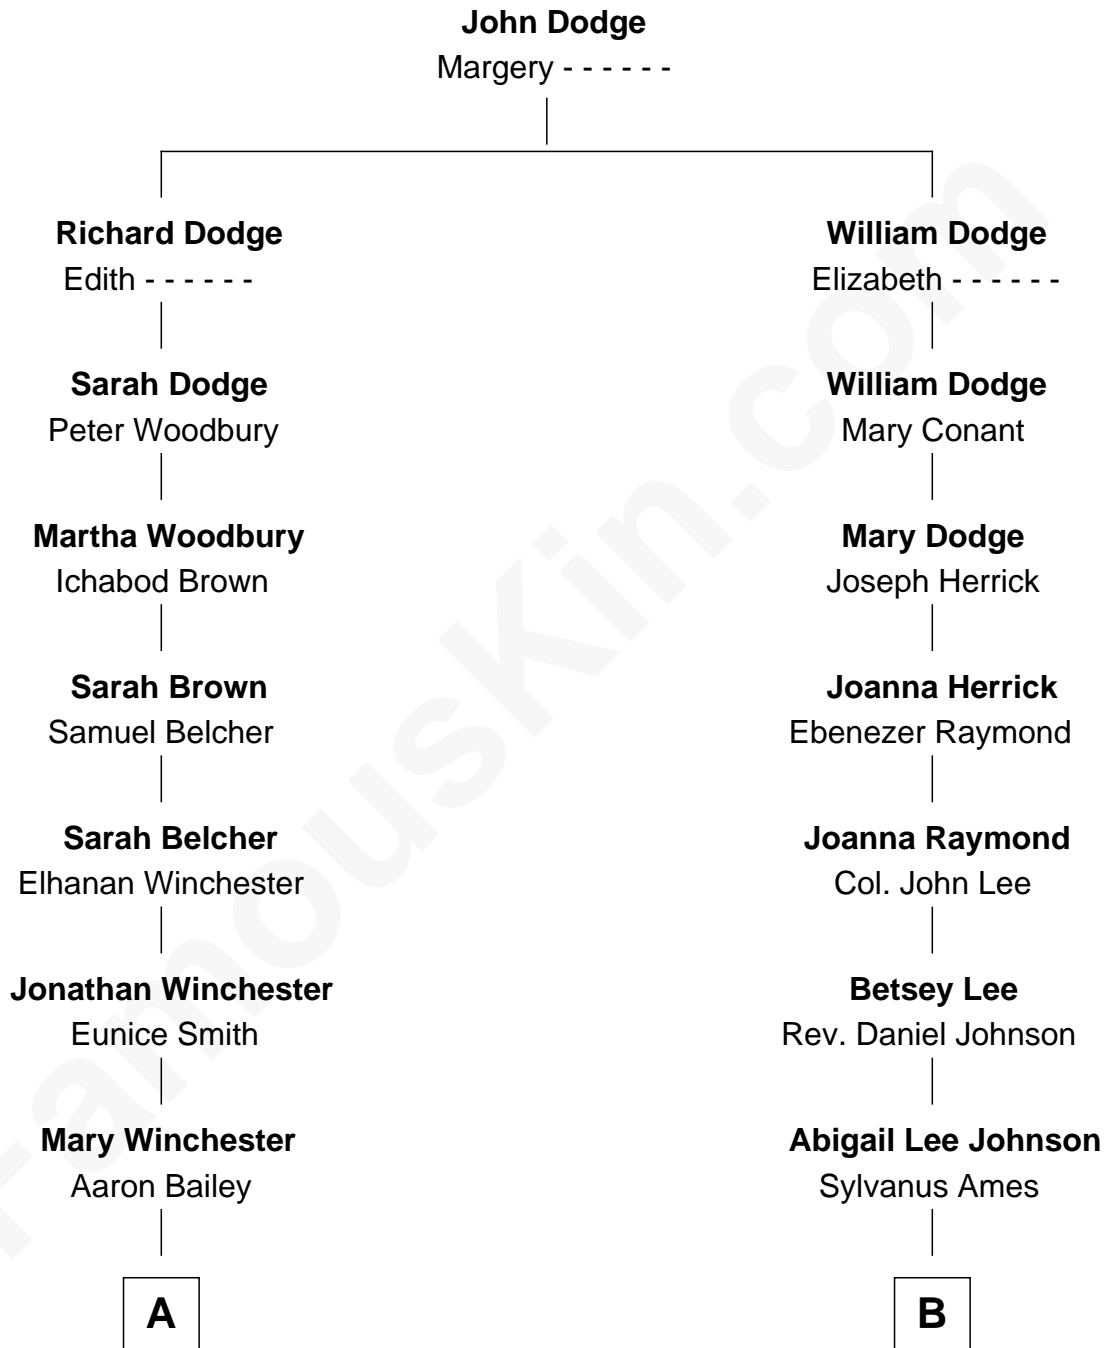 John Dodge
Margery - - - - - -
Richard Dodge
Edith - - - - - -
Sarah Dodge
Peter Woodbury
Martha Woodbury
Ichabod Brown
Sarah Brown
Samuel Belcher
Sarah Belcher
Elhanan Winchester
Jonathan Winchester
Eunice Smith
Mary Winchester
Aaron Bailey
A
William Dodge
Elizabeth - - - - - -
William Dodge
Mary Conant
Mary Dodge
Joseph Herrick
Joanna Herrick
Ebenezer Raymond
Joanna Raymond
Col. John Lee
Betsey Lee
Rev. Daniel Johnson
Abigail Lee Johnson
Sylvanus Ames
B
FamousKin.com